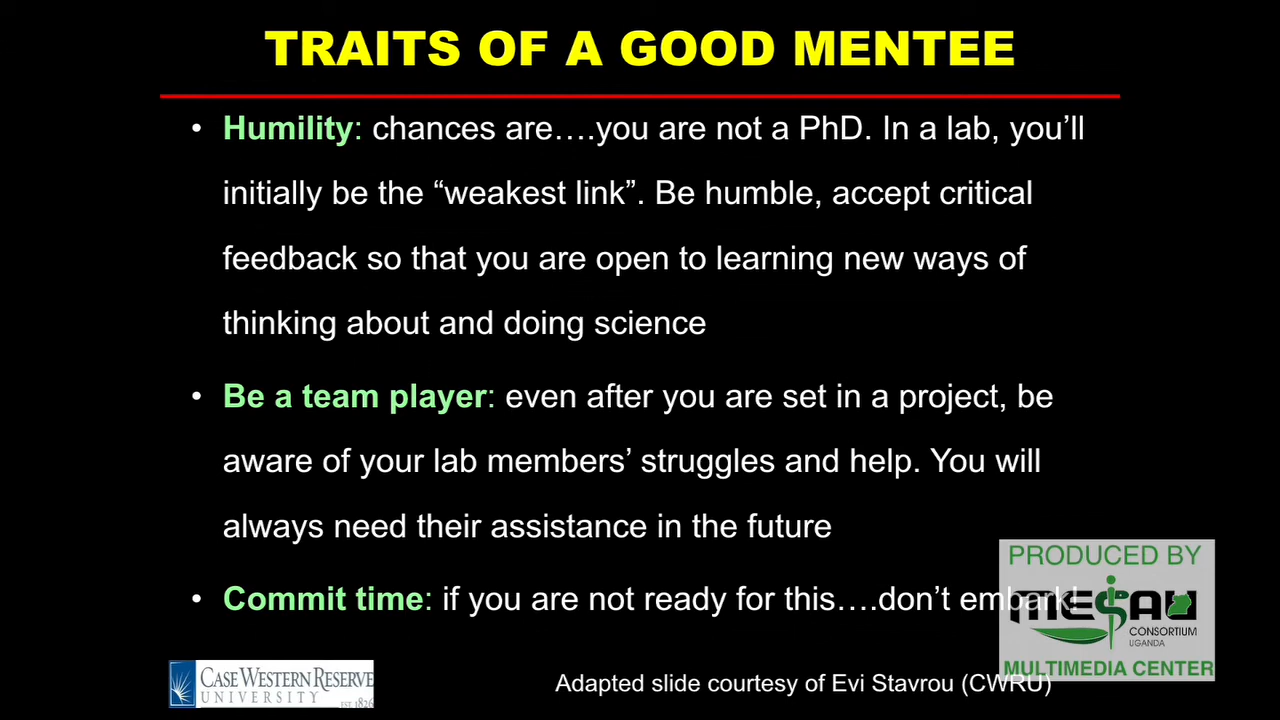 TRAITS OF A GOOD MENTEE
• Humility: chances are….you are not a PhD. In a lab, you’ll
initially be the “weakest link”. Be humble, accept critical
feedback so that you are open to learning new ways of
thinking about and doing science
• Be a team player: even after you are set in a project, be
aware of your lab members’ struggles and help. You will
always need their assistance in the future
• Commit time: if you are not ready for this….don’t embark!
PRODUCED BY
MESAU
CONSORTIUM
UGANDA
MULTIMEDIA CENTER
CASE WESTERN RESERVE
UNIVERSITY
EST. 1826
Adapted slide courtesy of Evi Stavrou (CWRU)